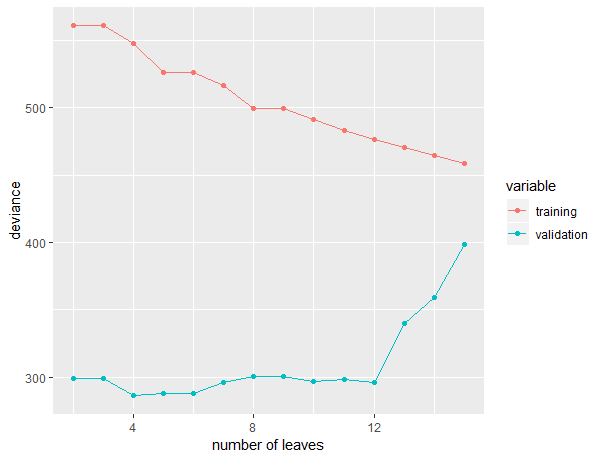 500
400
300
deviance
4
8
12
number of leaves
variable
training
validation